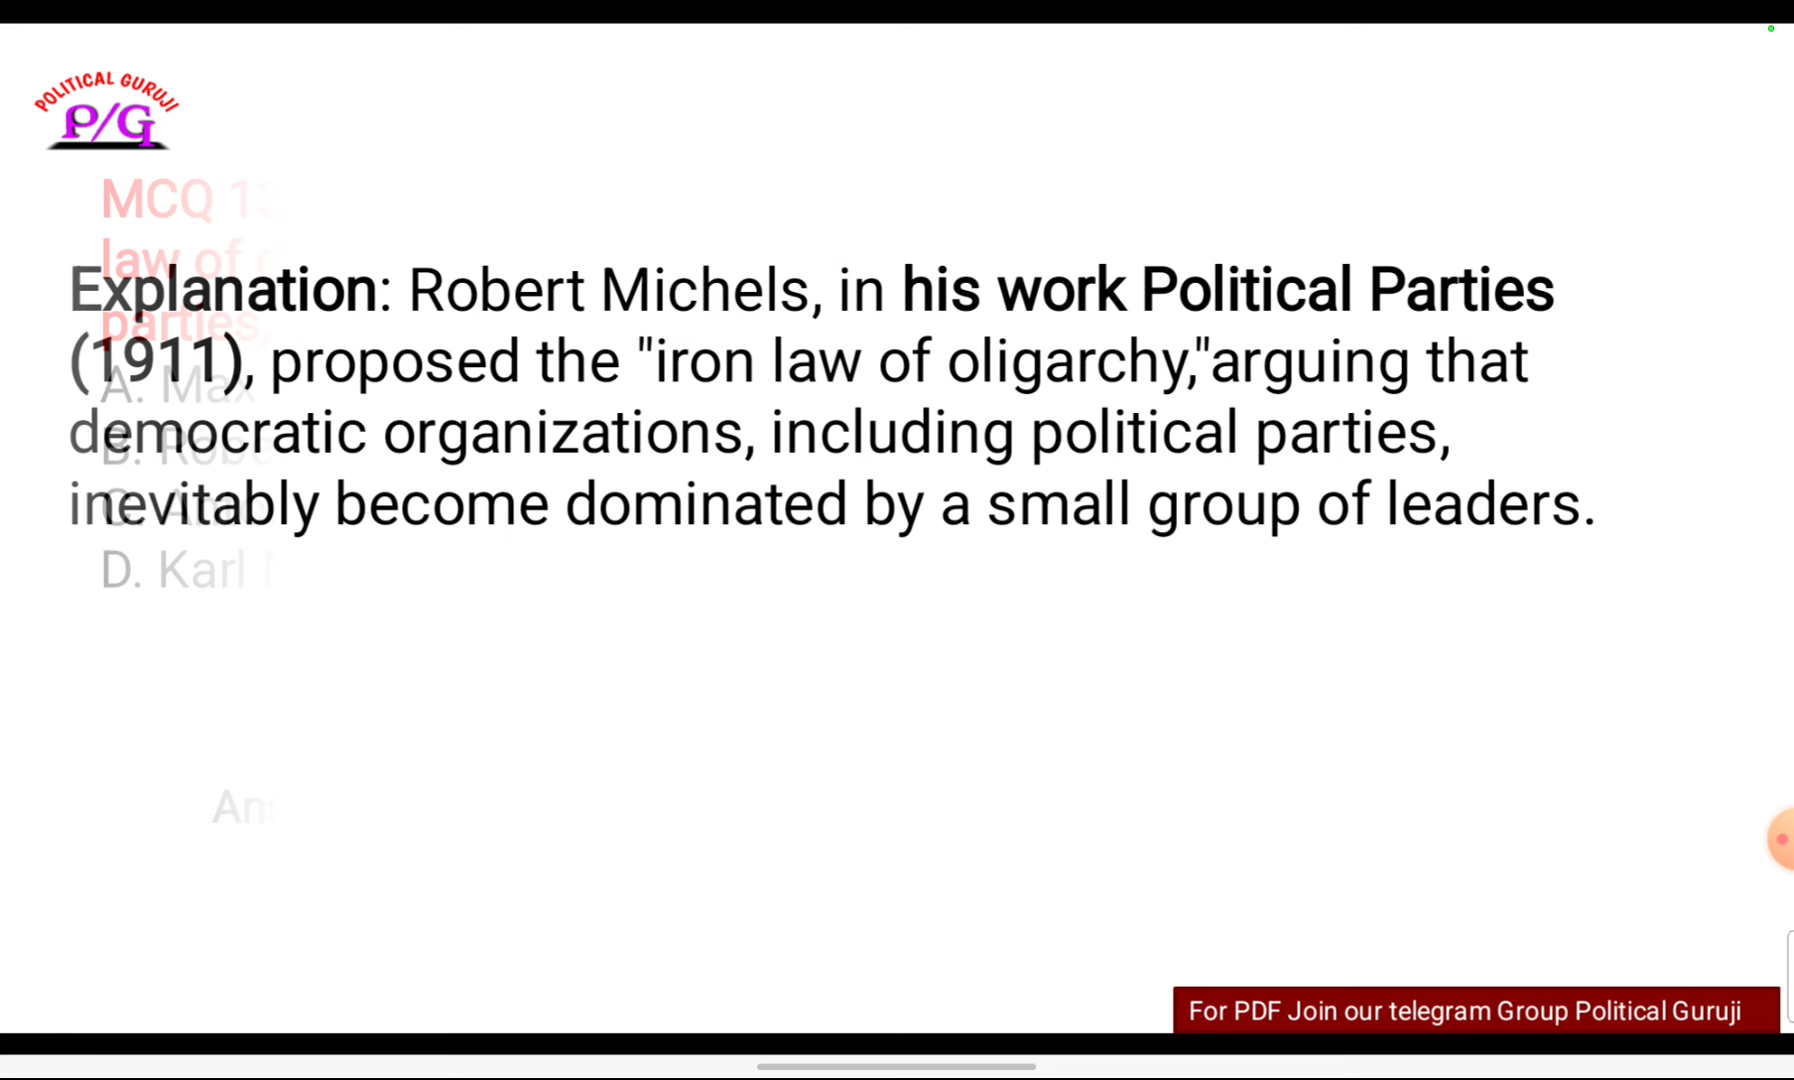 POLITICAL GURUJI
P/G
MCQ 13
law of
Explanation: Robert Michels, in his work Political Parties
parties,
(1911), proposed the "iron law of oligarchy,"arguing that
A. Max
democratic organizations, including political parties,
B.
inevitably become dominated by a small group of leaders.
C.
D. Karl
For PDF Join our telegram Group Political Guruji